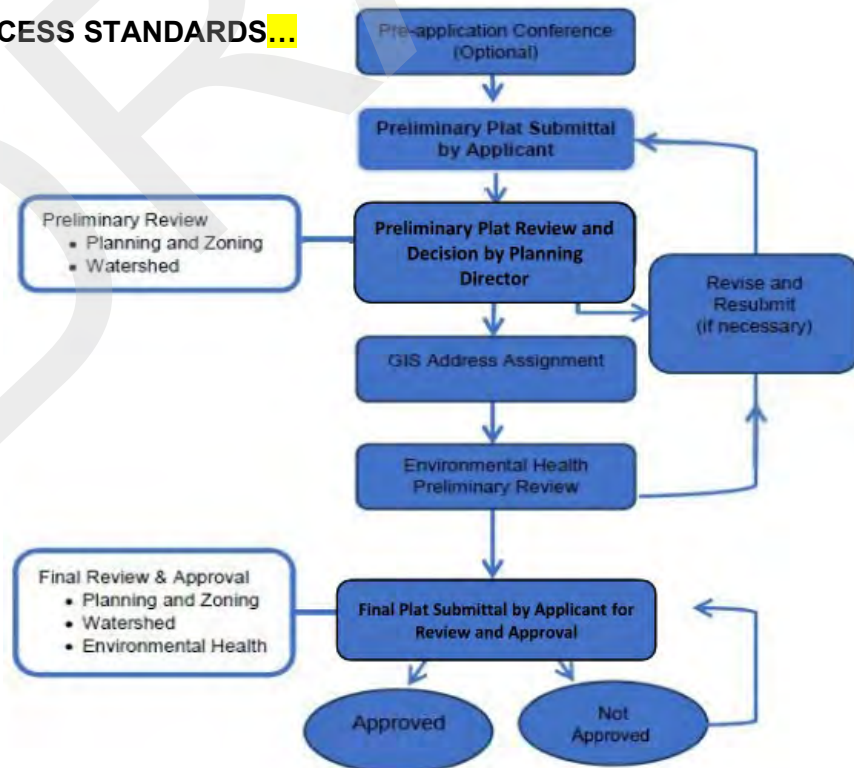 CESS STANDARDS...
Pre-application Conference
(Optional)
Preliminary Plat Submittal
by Applicant
Preliminary Review
• Planning and Zoning
• Watershed
Preliminary Plat Review and
Decision by Planning
Director
Revise and
Resubmit
(if necessary)
GIS Address Assignment
Environmental Health
Preliminary Review
Final Review & Approval
• Planning and Zoning
• Watershed
• Environmental Health
Final Plat Submittal by Applicant for
Review and Approval
Approved
Not
Approved